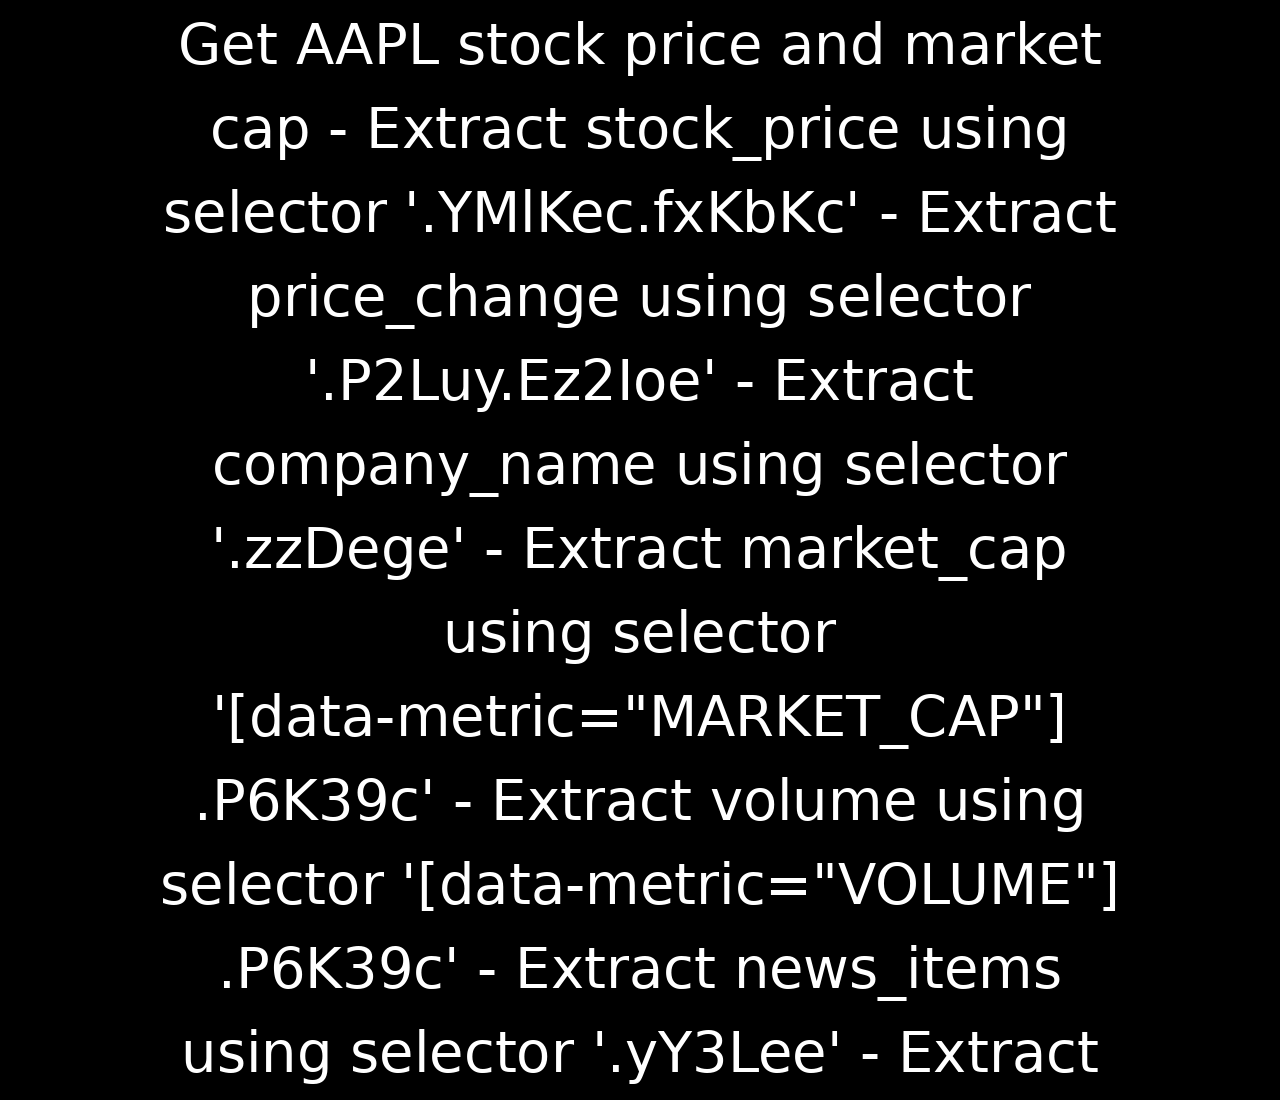 Get AAPL stock price and market
cap - Extract stock_price using
selector '.YMlKec.fxKbKc' - Extract
price_change using selector
'.P2Luy.Ez2Ioe' - Extract
company_name using selector
'.zzDege' - Extract market_cap
using selector
'[data-metric="MARKET_CAP"]
.P6K39c' - Extract volume using
selector '[data-metric="VOLUME"]
.P6K39c' - Extract news_items
using selector '.yY3Lee' - Extract